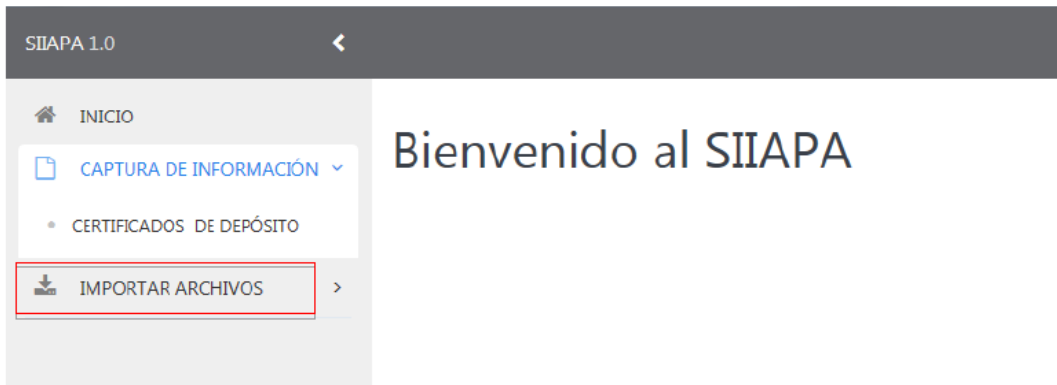 SIIAPA 1.0
INICIO
CAPTURA DE INFORMACIÓN
CERTIFICADOS DE DEPÓSITO
IMPORTAR ARCHIVOS
Bienvenido al SIIAPA